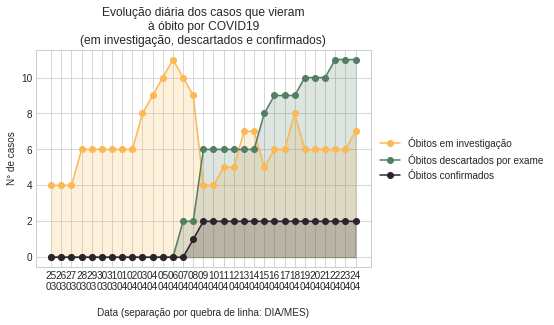 Evolução diária dos casos que vieram
à óbito por COVID19
(em investigação, descartados e confirmados)
N° de casos
10
8
6
4
2
0
25 26 27 28 29 30 31 01 02 03 04 05 06 07 08 09 10 11 12 13 14 15 16 17 18 19 20 21 22 23 24
03 03 03 03 03 03 03 04 04 04 04 04 04 04 04 04 04 04 04 04 04 04 04 04 04 04 04 04 04 04 04
Data (separação por quebra de linha: DIA/MES)
Óbitos em investigação
Óbitos descartados por exame
Óbitos confirmados